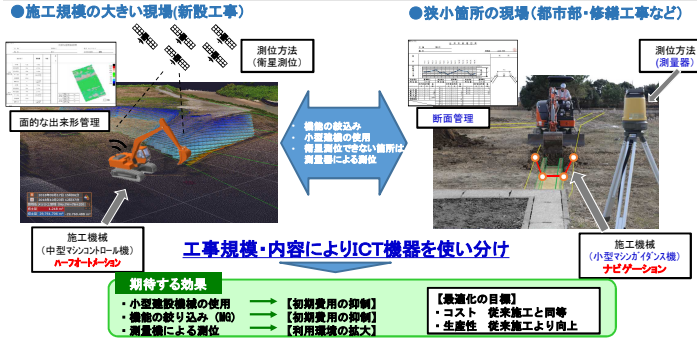 ●施工規模の大きい現場(新設工事)
測位方法
(衛星測位)
面的な出来形管理
施工機械
(中型マシンコントロール機)
ハーフオートメーション
・ 機能の絞込み
・ 小型建機の使用
・ 衛星測位できない箇所は
測量器による測位
●狭小箇所の現場(都市部・修繕工事など)
測位方法
(測量器)
断面管理
施工機械
(小型マシンガイダンス機)
ナビゲーション
工事規模・内容によりICT機器を使い分け
期待する効果
・小型建設機械の使用 【初期費用の抑制】
・機能の絞り込み (MG) 【初期費用の抑制】
・測量機による測位 【利用環境の拡大】
【最適化の目標】
・コスト 従来施工と同等
・生産性 従来施工より向上